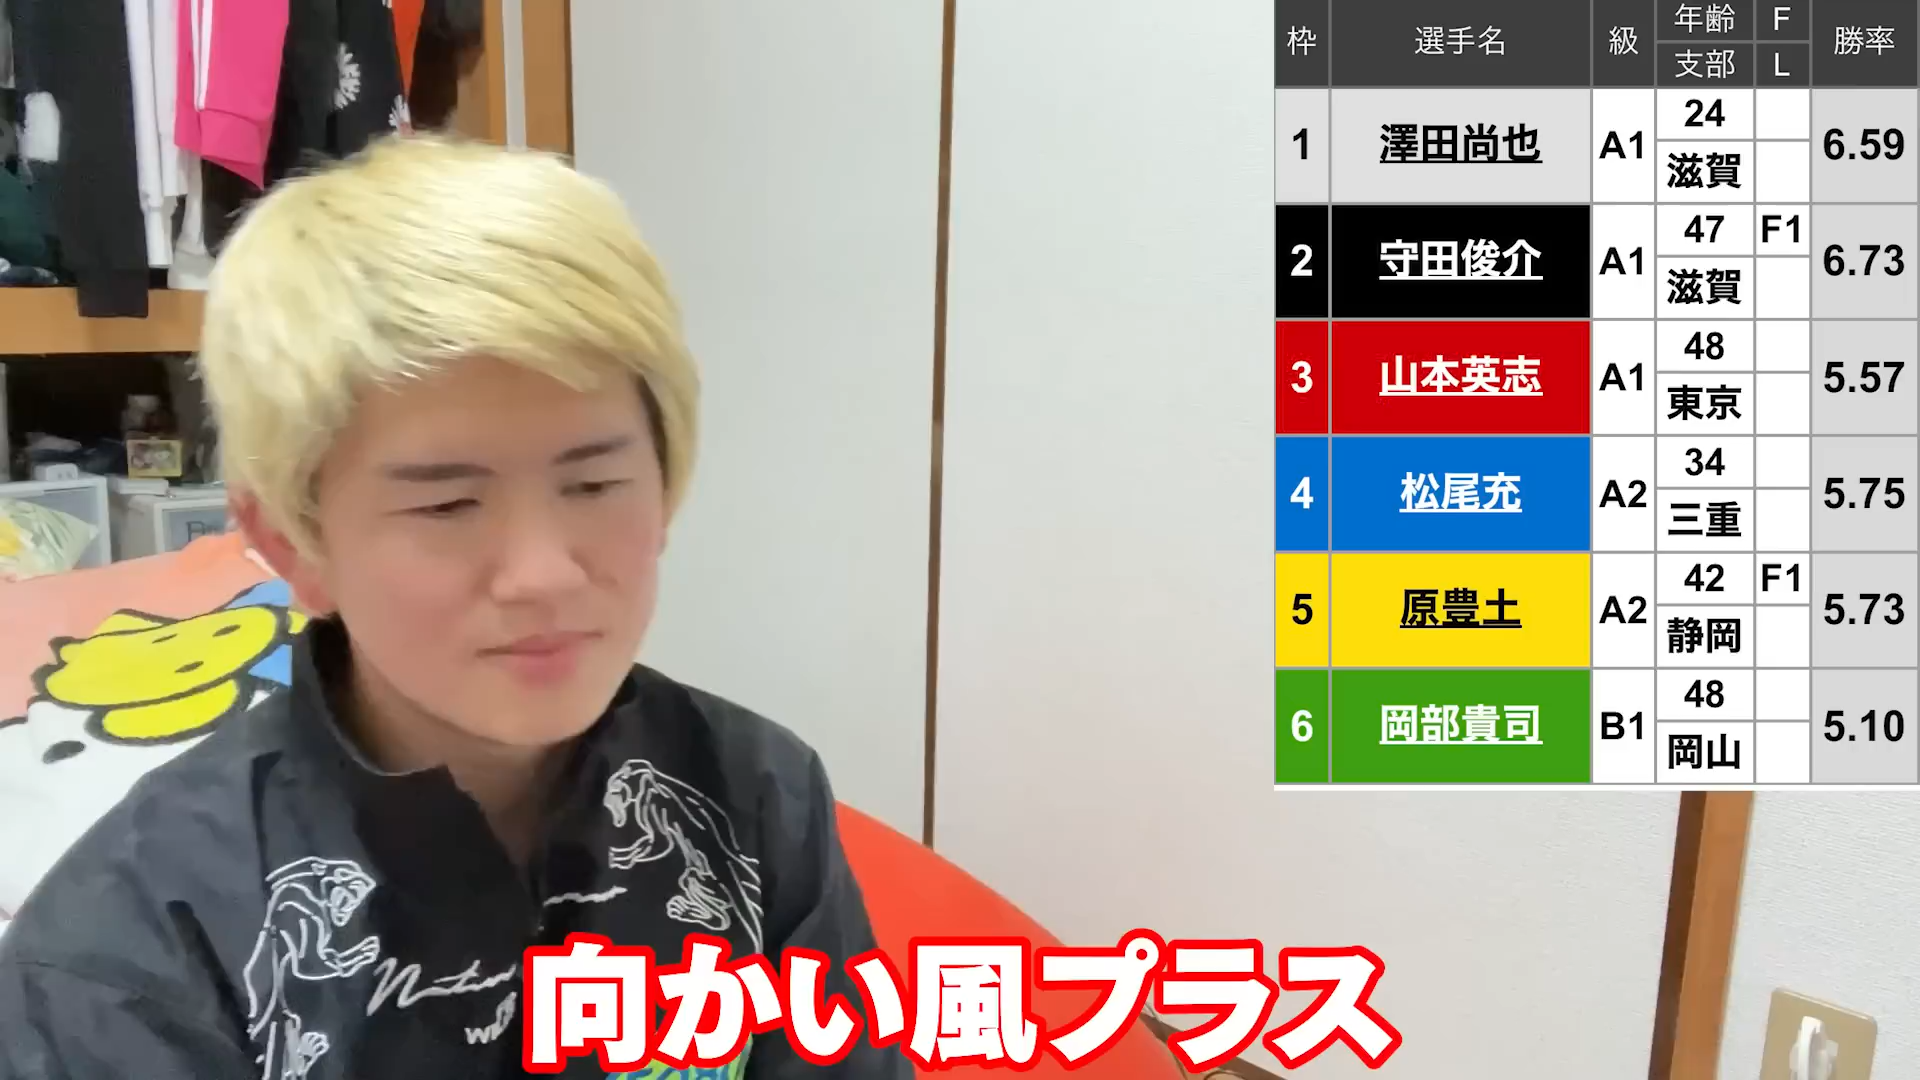 枠 選手名 級 年齢 F 勝率
支部 L
1 澤田尚也 A1 24 6.59
滋賀
2 守田俊介 A1 47 F1 6.73
滋賀
3 山本英志 A1 48 5.57
東京
4 松尾充 A2 34 5.75
三重
5 原豊土 A2 42 F1 5.73
静岡
6 岡部貴司 B1 48 5.10
岡山
向かい風プラス